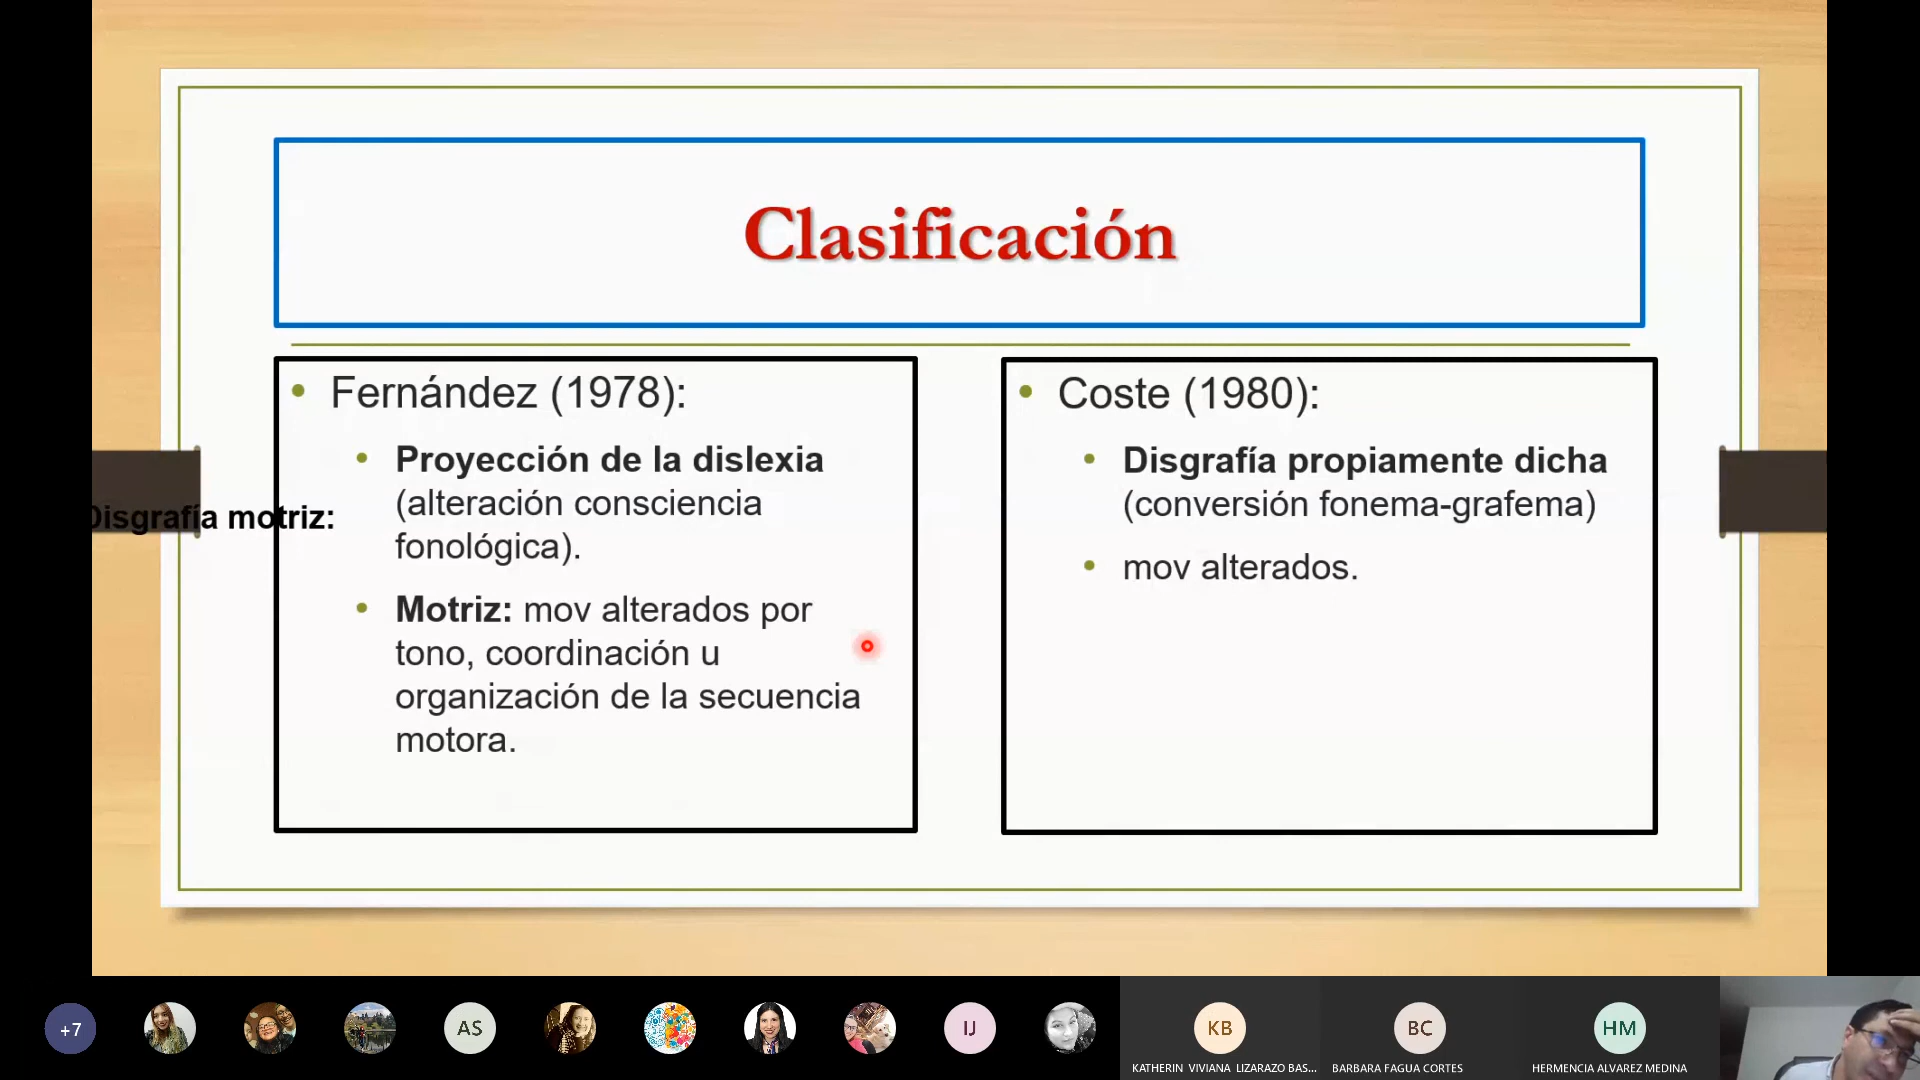 Clasificación
• Fernández (1978):
• Proyección de la dislexia
(alteración consciencia
fonológica).
• Motriz: mov alterados por
tono, coordinación u
organización de la secuencia
motora.
Disgrafía motriz:
• Coste (1980):
• Disgrafía propiamente dicha
(conversión fonema-grafema)
• mov alterados.
+7
AS
IJ
KB
BC
HM
KATHERIN VIVIANA LIZARAZO BAS...
BARBARA FAGUA CORTES
HERMENCIA ALVAREZ MEDINA